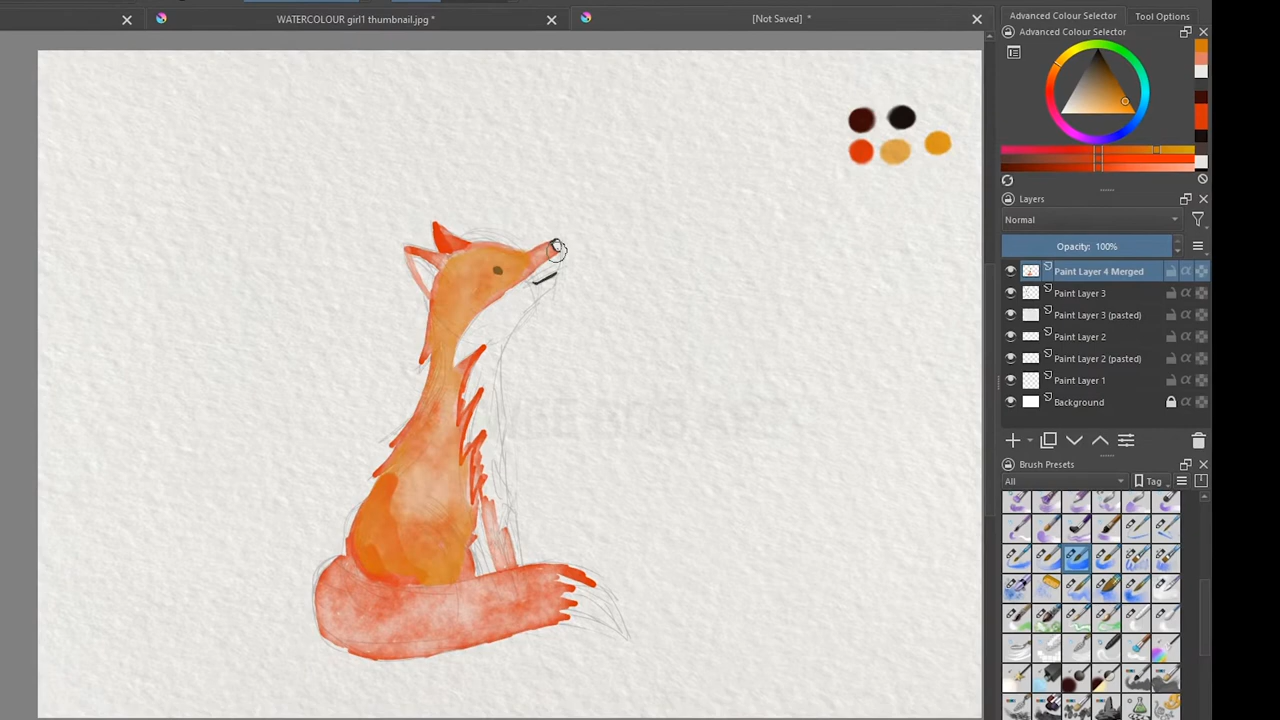 WATERCOLOUR girl1 thumbnail.jpg *
[Not Saved] *
Advanced Colour Selector
Tool Options
Advanced Colour Selector
Layers
Normal
Opacity: 100%
Paint Layer 4 Merged
Paint Layer 3
Paint Layer 3 (pasted)
Paint Layer 2
Paint Layer 2 (pasted)
Paint Layer 1
Background
Brush Presets
All
Tag